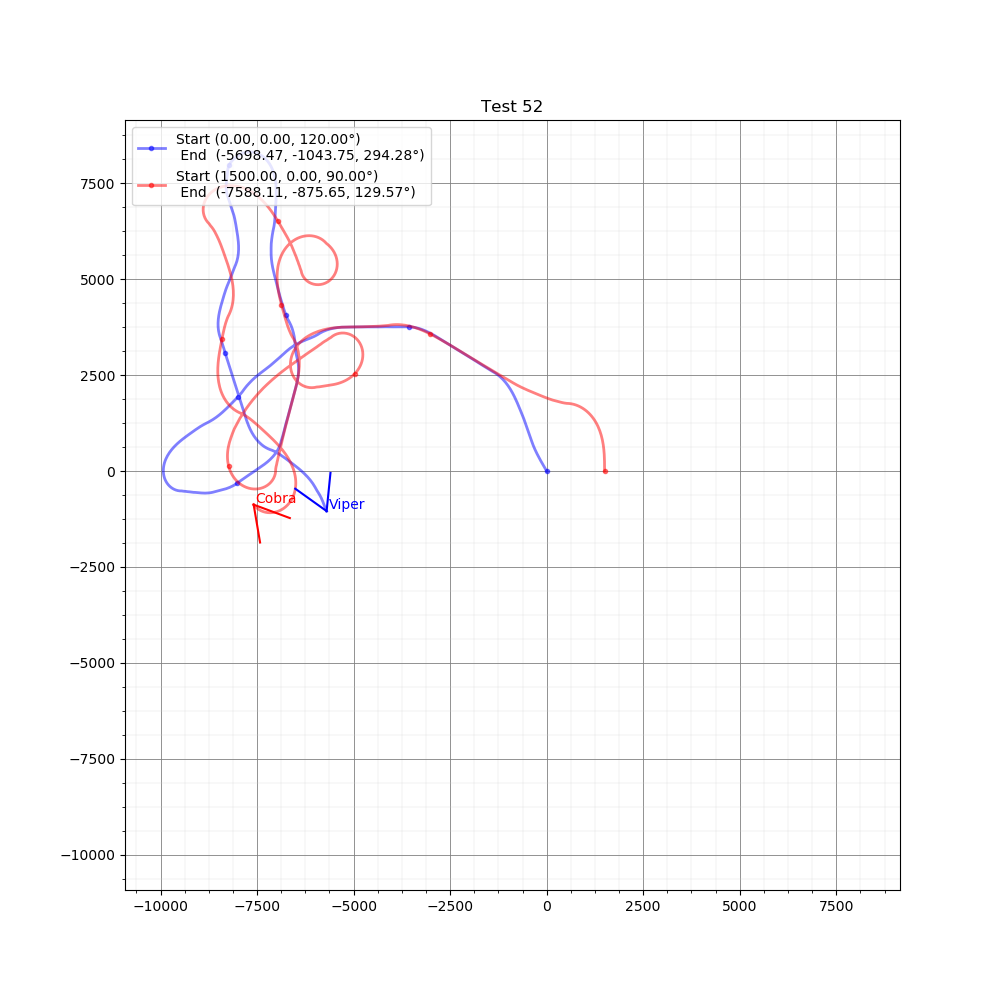 Test 52
Start (0.00, 0.00, 120.00°)
End  (-5698.47, -1043.75, 294.28°)
Start (1500.00, 0.00, 90.00°)
End  (-7588.11, -875.65, 129.57°)
7500
5000
2500
0
−2500
−5000
−7500
−10000
Cobra
Viper
−10000 −7500 −5000 −2500 0 2500 5000 7500